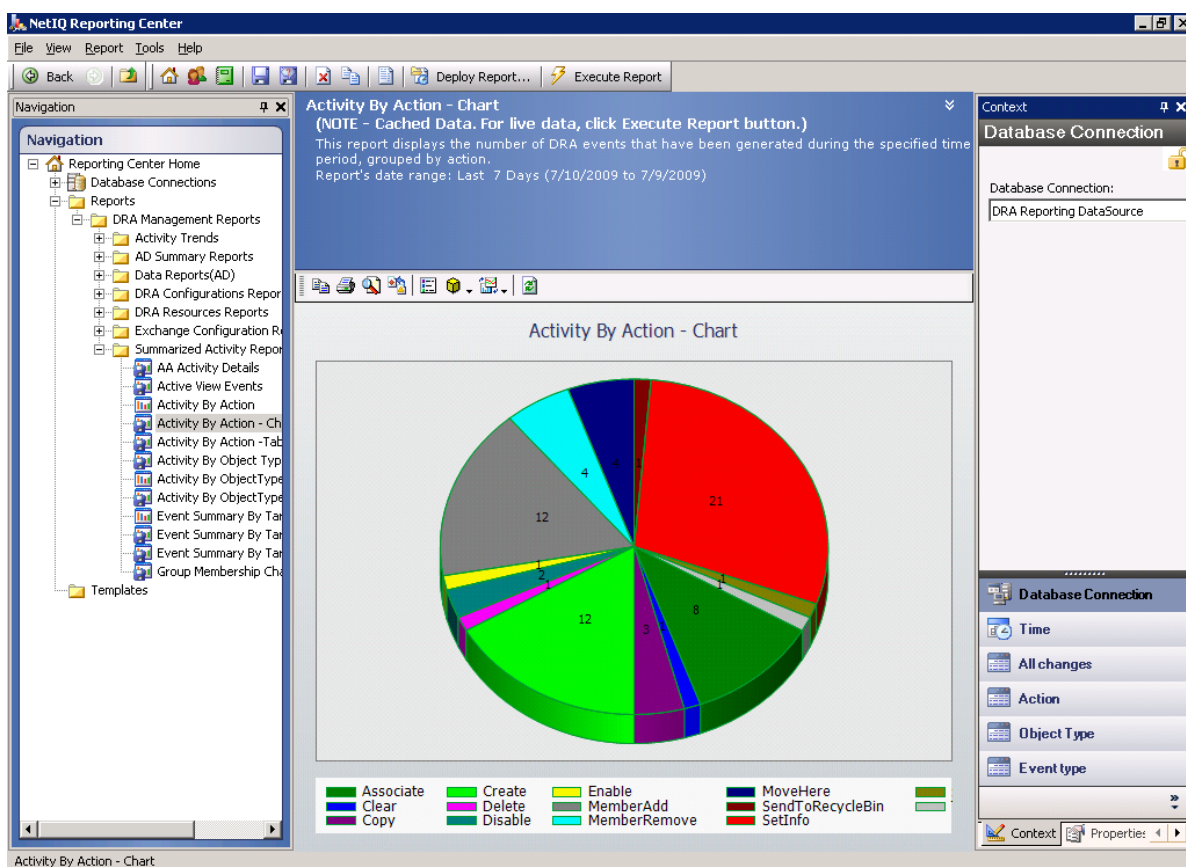 NetIQ Reporting Center
File View Report Tools Help
Back Deploy Report... Execute Report
Navigation
Navigation
Reporting Center Home
Database Connections
Reports
DRA Management Reports
Activity Trends
AD Summary Reports
Data Reports(AD)
DRA Configurations Repor
DRA Resources Reports
Exchange Configuration R
Summarized Activity Repor
AA Activity Details
Active View Events
Activity By Action
Activity By Action - Ch
Activity By Action -Tab
Activity By Object Typ
Activity By ObjectType
Activity By ObjectType
Event Summary By Tar
Event Summary By Tar
Event Summary By Tar
Group Membership Cha
Templates
Activity By Action - Chart
(NOTE - Cached Data. For live data, click Execute Report button.)
This report displays the number of DRA events that have been generated during the specified time
period, grouped by action.
Report's date range: Last 7 Days (7/10/2009 to 7/9/2009)
Activity By Action - Chart
4 1
4
21
12
1
2
1
1
1
8
12
3
Associate Create Enable MoveHere
Clear Delete MemberAdd SendToRecycleBin
Copy Disable MemberRemove SetInfo
Context
Database Connection
Database Connection:
DRA Reporting DataSource
Database Connection
Time
All changes
Action
Object Type
Event type
Context Properties
Activity By Action - Chart